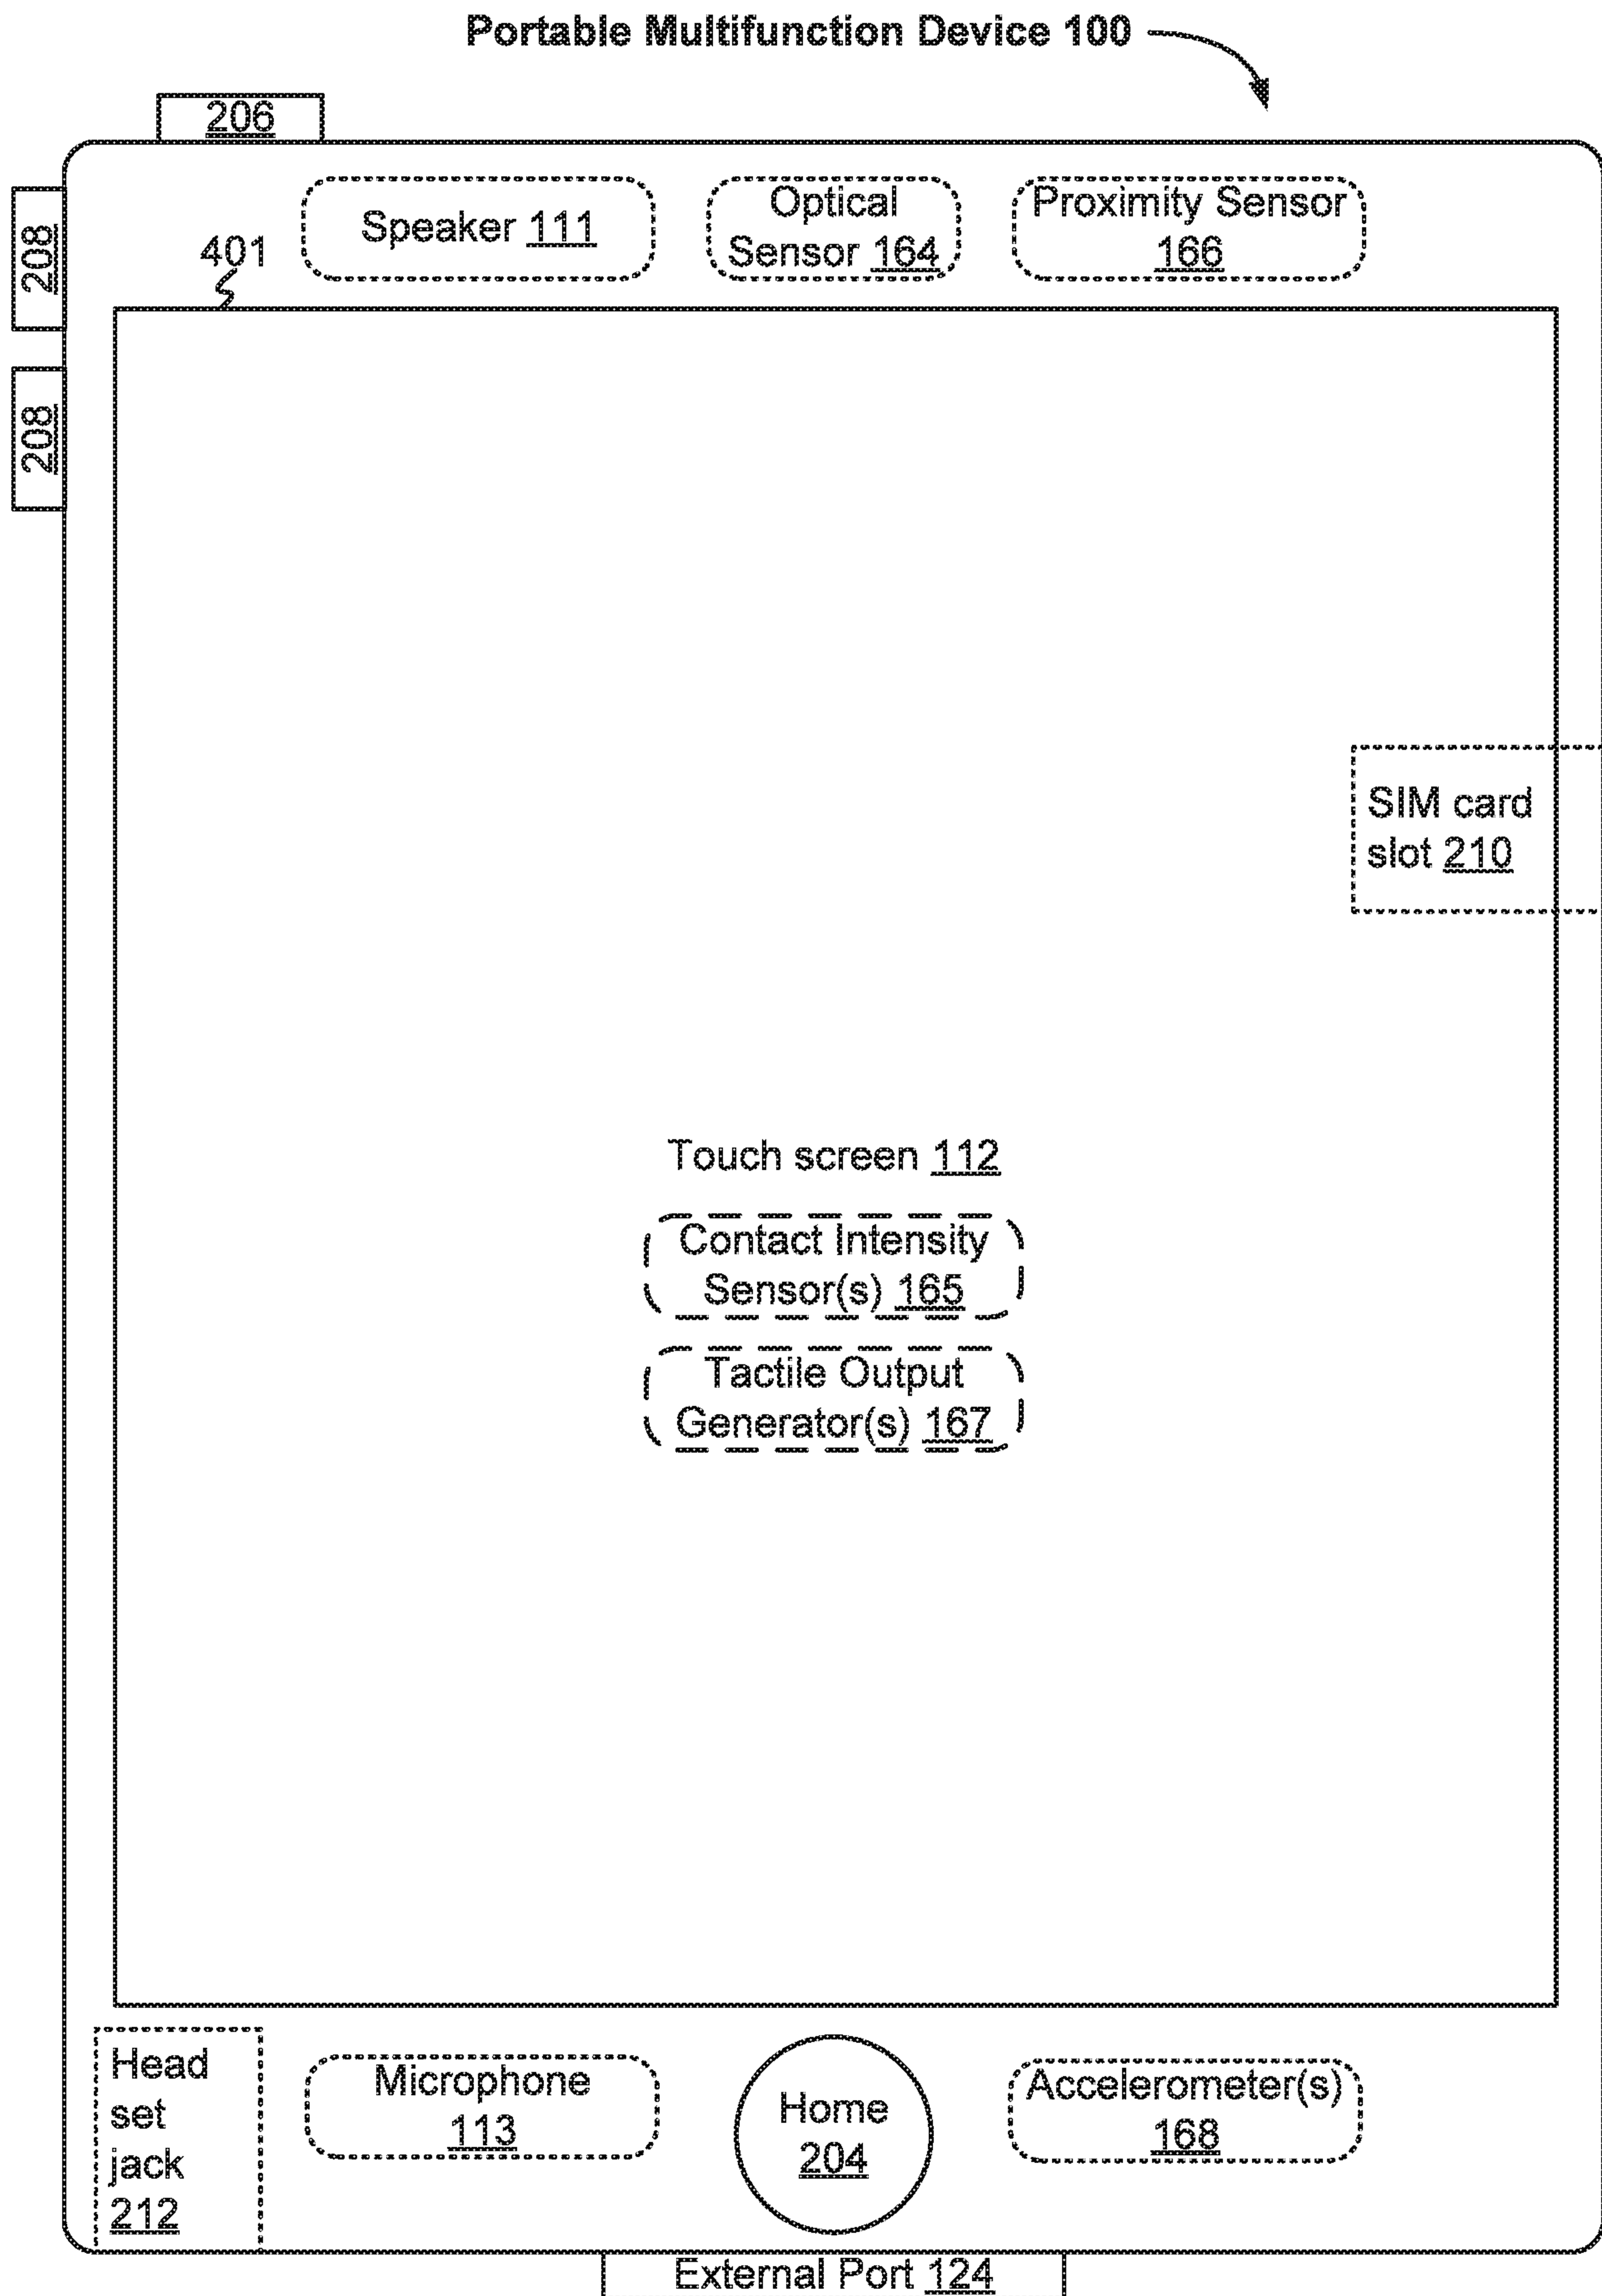 Portable Multifunction Device 100
206
208
208
401
Speaker 111
Optical
Sensor 164
Proximity Sensor
166
SIM card
slot 210
Touch screen 112
Contact Intensity
Sensor(s) 165
Tactile Output
Generator(s) 167
Head
set
jack
212
Microphone
113
Home
204
Accelerometer(s)
168
External Port 124